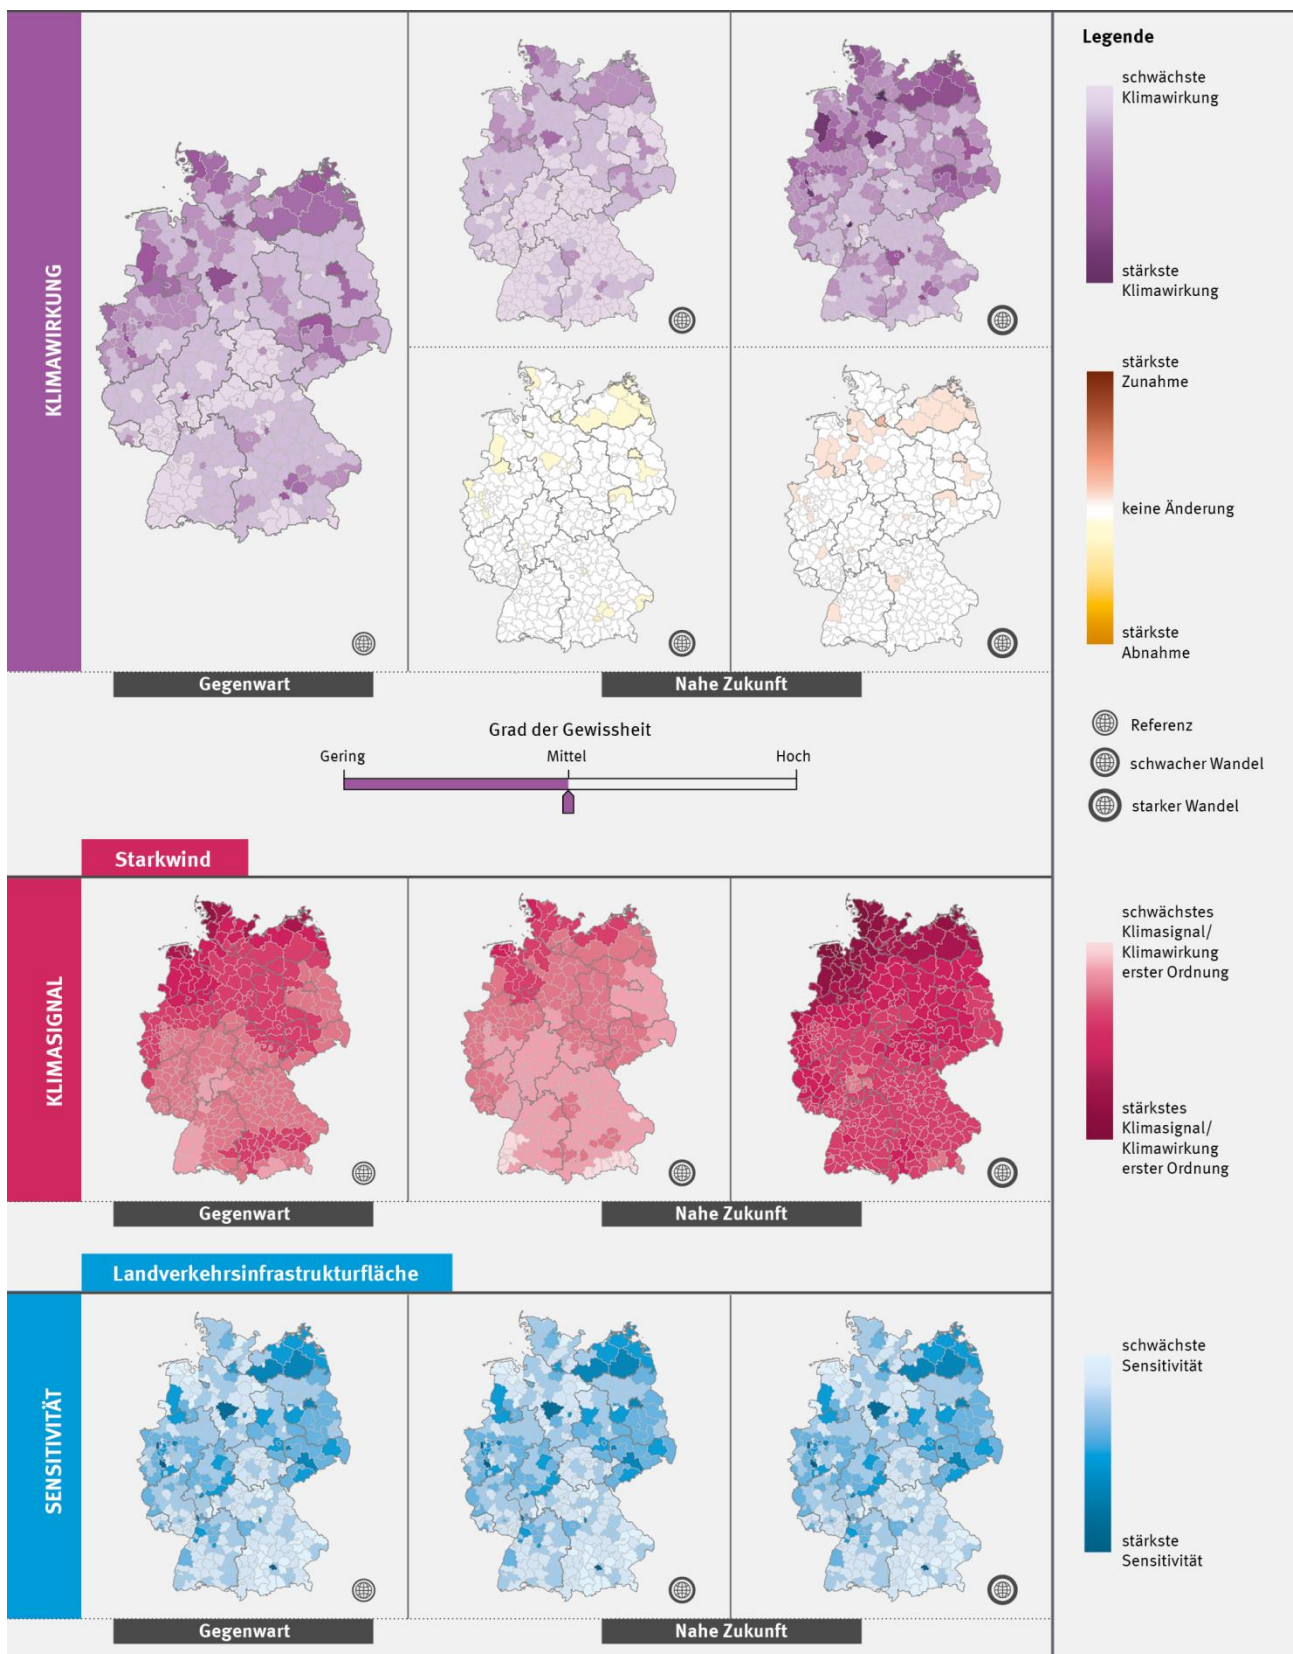 KLIMAWIRKUNG
Gegenwart
Nahe Zukunft
Grad der Gewissheit
Gering
Mittel
Hoch
Starkwind
KLIMASIGNAL
Gegenwart
Nahe Zukunft
Landverkehrsinfrastrukturfläche
SENSITIVITÄT
Gegenwart
Nahe Zukunft
Legende
schwächste
Klimawirkung
stärkste
Klimawirkung
stärkste
Zunahme
keine Änderung
stärkste
Abnahme
Referenz
schwacher Wandel
starker Wandel
schwächstes
Klimasignal/
Klimawirkung
erster Ordnung
stärkstes
Klimasignal/
Klimawirkung
erster Ordnung
schwächste
Sensitivität
stärkste
Sensitivität